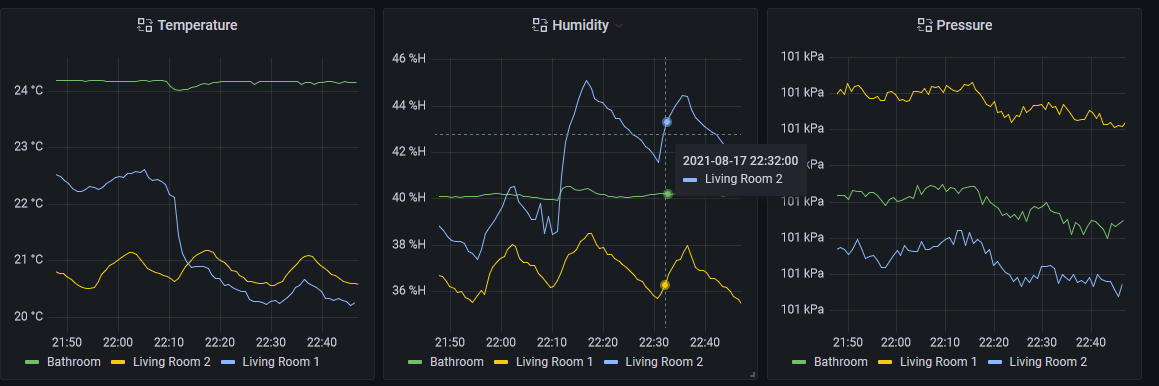 Temperature
24 °C
23 °C
22 °C
21 °C
20 °C
21:50 22:00 22:10 22:20 22:30 22:40
Bathroom Living Room 2 Living Room 1
Humidity
46 %H
44 %H
42 %H
40 %H
38 %H
36 %H
21:50 22:00 22:10 22:20 22:30 22:40
Bathroom Living Room 1 Living Room 2
2021-08-17 22:32:00
Living Room 2
Pressure
101 kPa
101 kPa
101 kPa
101 kPa
101 kPa
101 kPa
101 kPa
101 kPa
21:50 22:00 22:10 22:20 22:30 22:40
Bathroom Living Room 1 Living Room 2